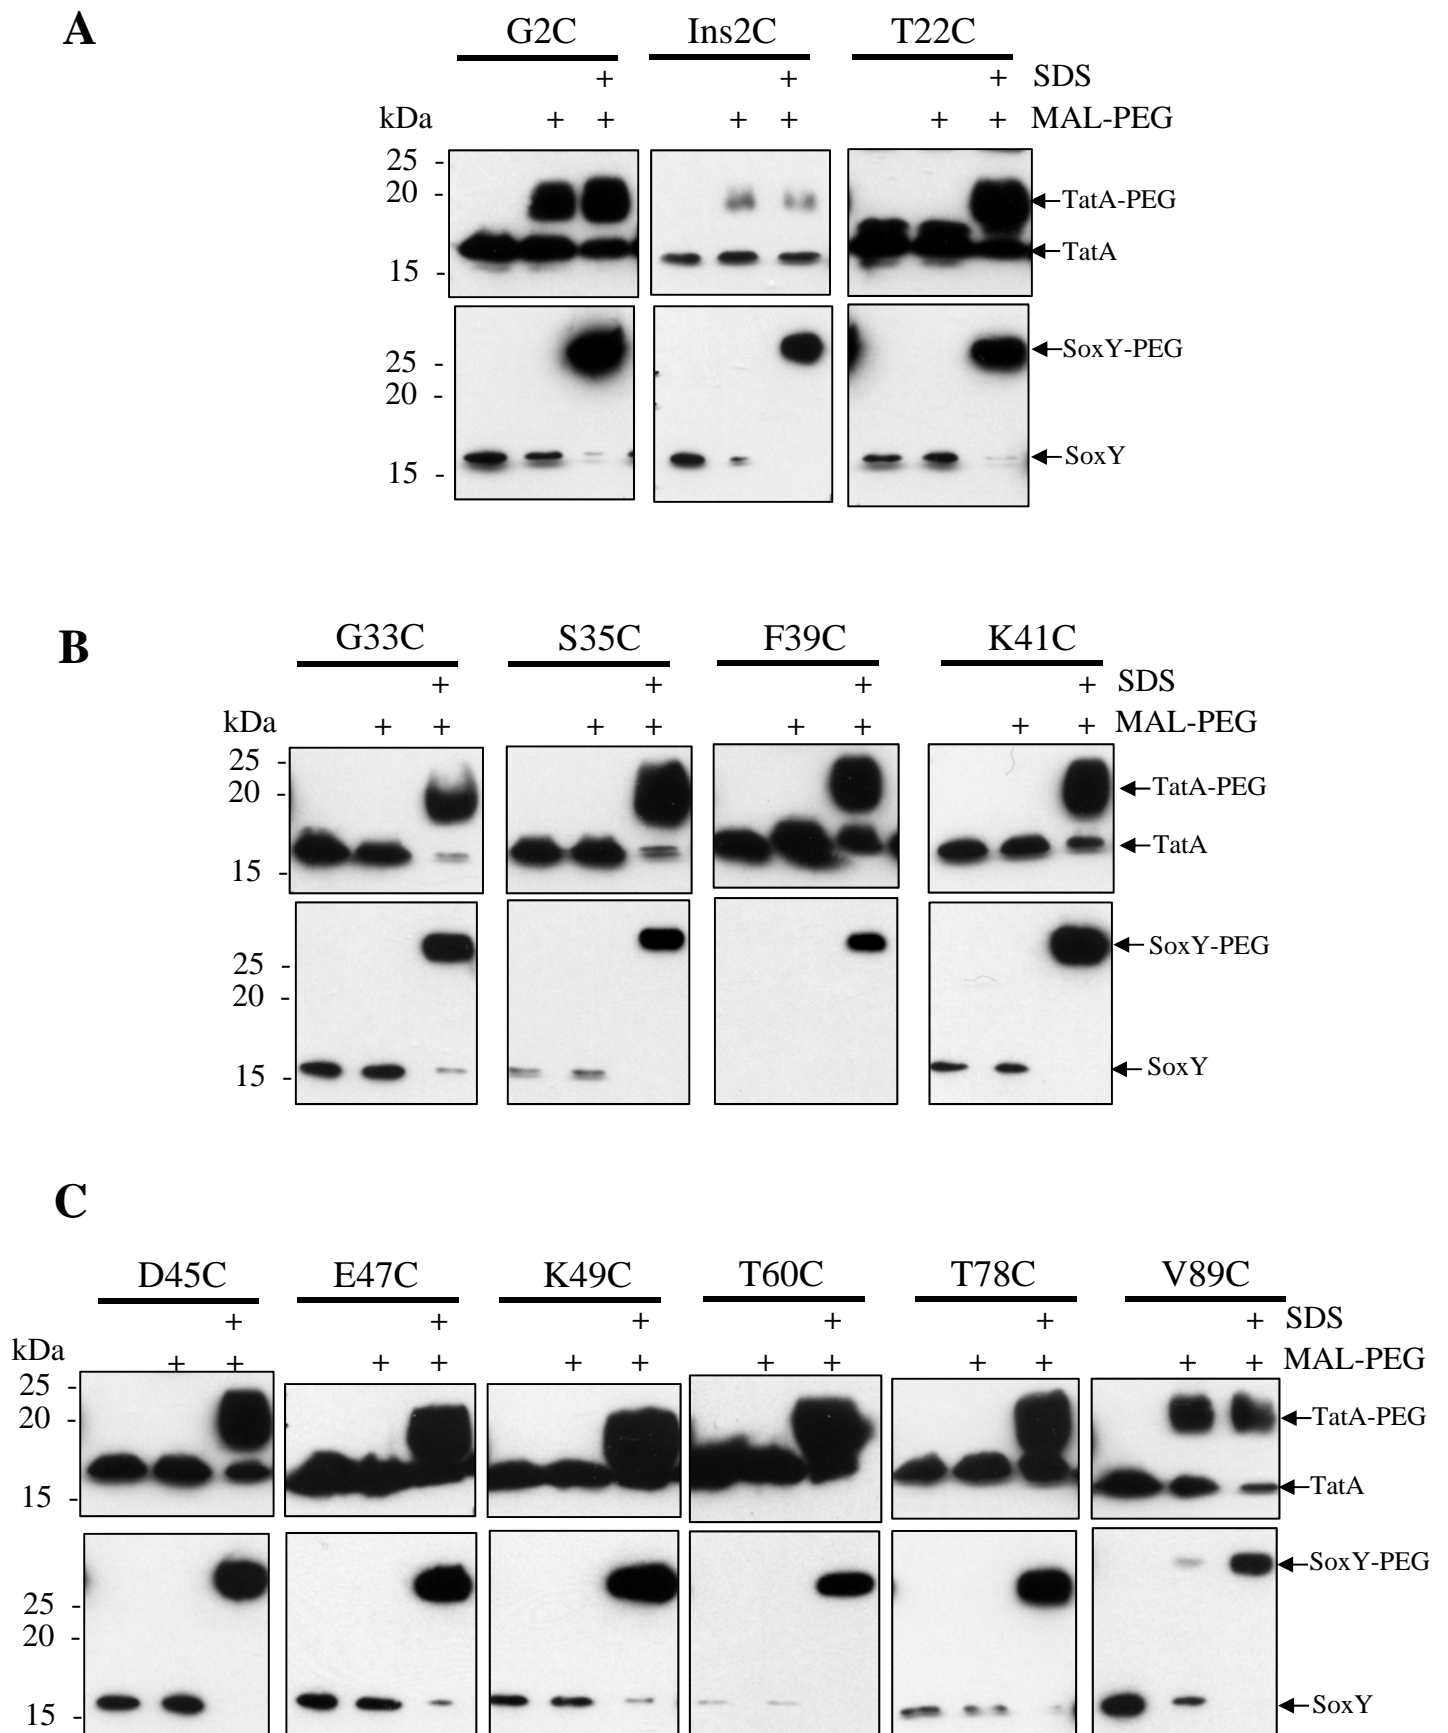 A
G2C Ins2C T22C
+ + + SDS
kDa + + + + + + MAL-PEG
25 -
20 - TatA-PEG
TatA
15 -
SoxY-PEG
25 -
20 -
SoxY
15 -
B
G33C S35C F39C K41C
+ + + + SDS
kDa + + + + + + + + MAL-PEG
25 -
20 - TatA-PEG
TatA
15 -
SoxY-PEG
25 -
20 -
15 - SoxY
C
D45C E47C K49C T60C T78C V89C
+ + + + + + SDS
kDa + + + + + + + + + + + + MAL-PEG
25 -
20 - TatA-PEG
TatA
15 -
SoxY-PEG
25 -
20 -
15 - SoxY